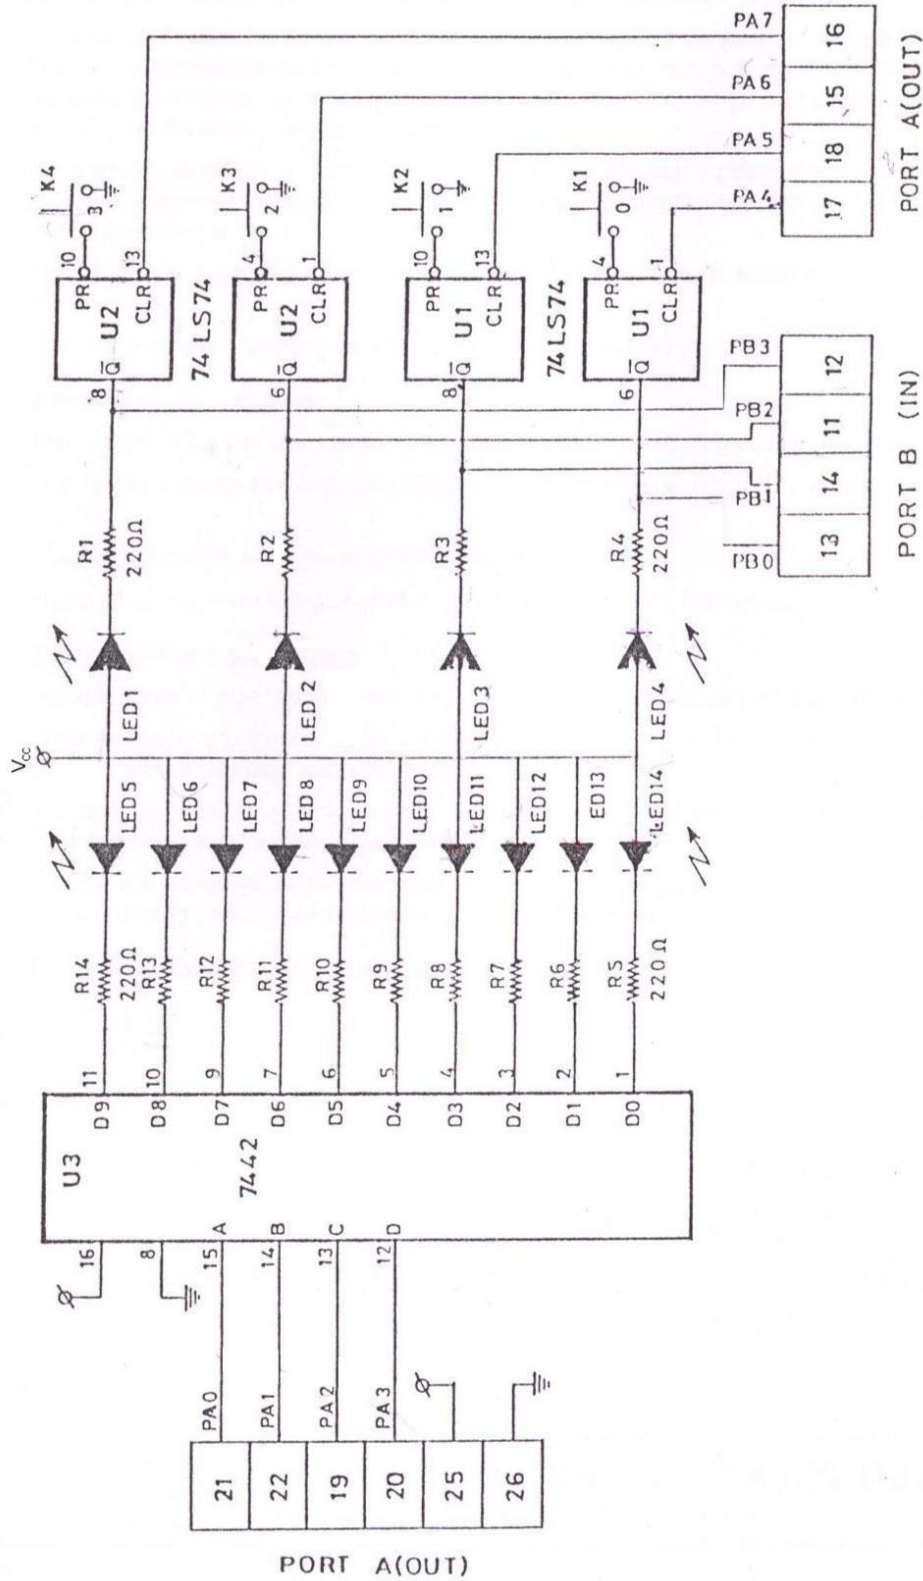 PORT A(OUT)
21
22
19
20
25
26
PA0
PA1
PA2
PA3
16
8
15
14
13
12
A
B
C
D
U3
7442
D9
D8
D7
D6
D5
D4
D3
D2
D1
D0
11
10
9
7
6
5
4
3
2
1
R14
220Ω
R13
R12
R11
R10
R9
R8
R7
R6
R5
220Ω
Vcc
LED5
LED6
LED7
LED8
LED9
LED10
LED11
LED12
ED13
LED14
LED1
LED2
LED3
LED4
R1
220Ω
R2
R3
R4
220Ω
8
Q̅
U2
PR
CLR
10
13
K4
3
74LS74
6
Q̅
U2
PR
CLR
4
1
K3
2
8
Q̅
U1
PR
CLR
10
13
K2
1
74LS74
6
Q̅
U1
PR
CLR
4
1
K1
0
PB3
PB2
PB1
PB0
12
11
14
13
PORT B (IN)
PA7
PA6
PA5
PA4
16
15
18
17
PORT A(OUT)